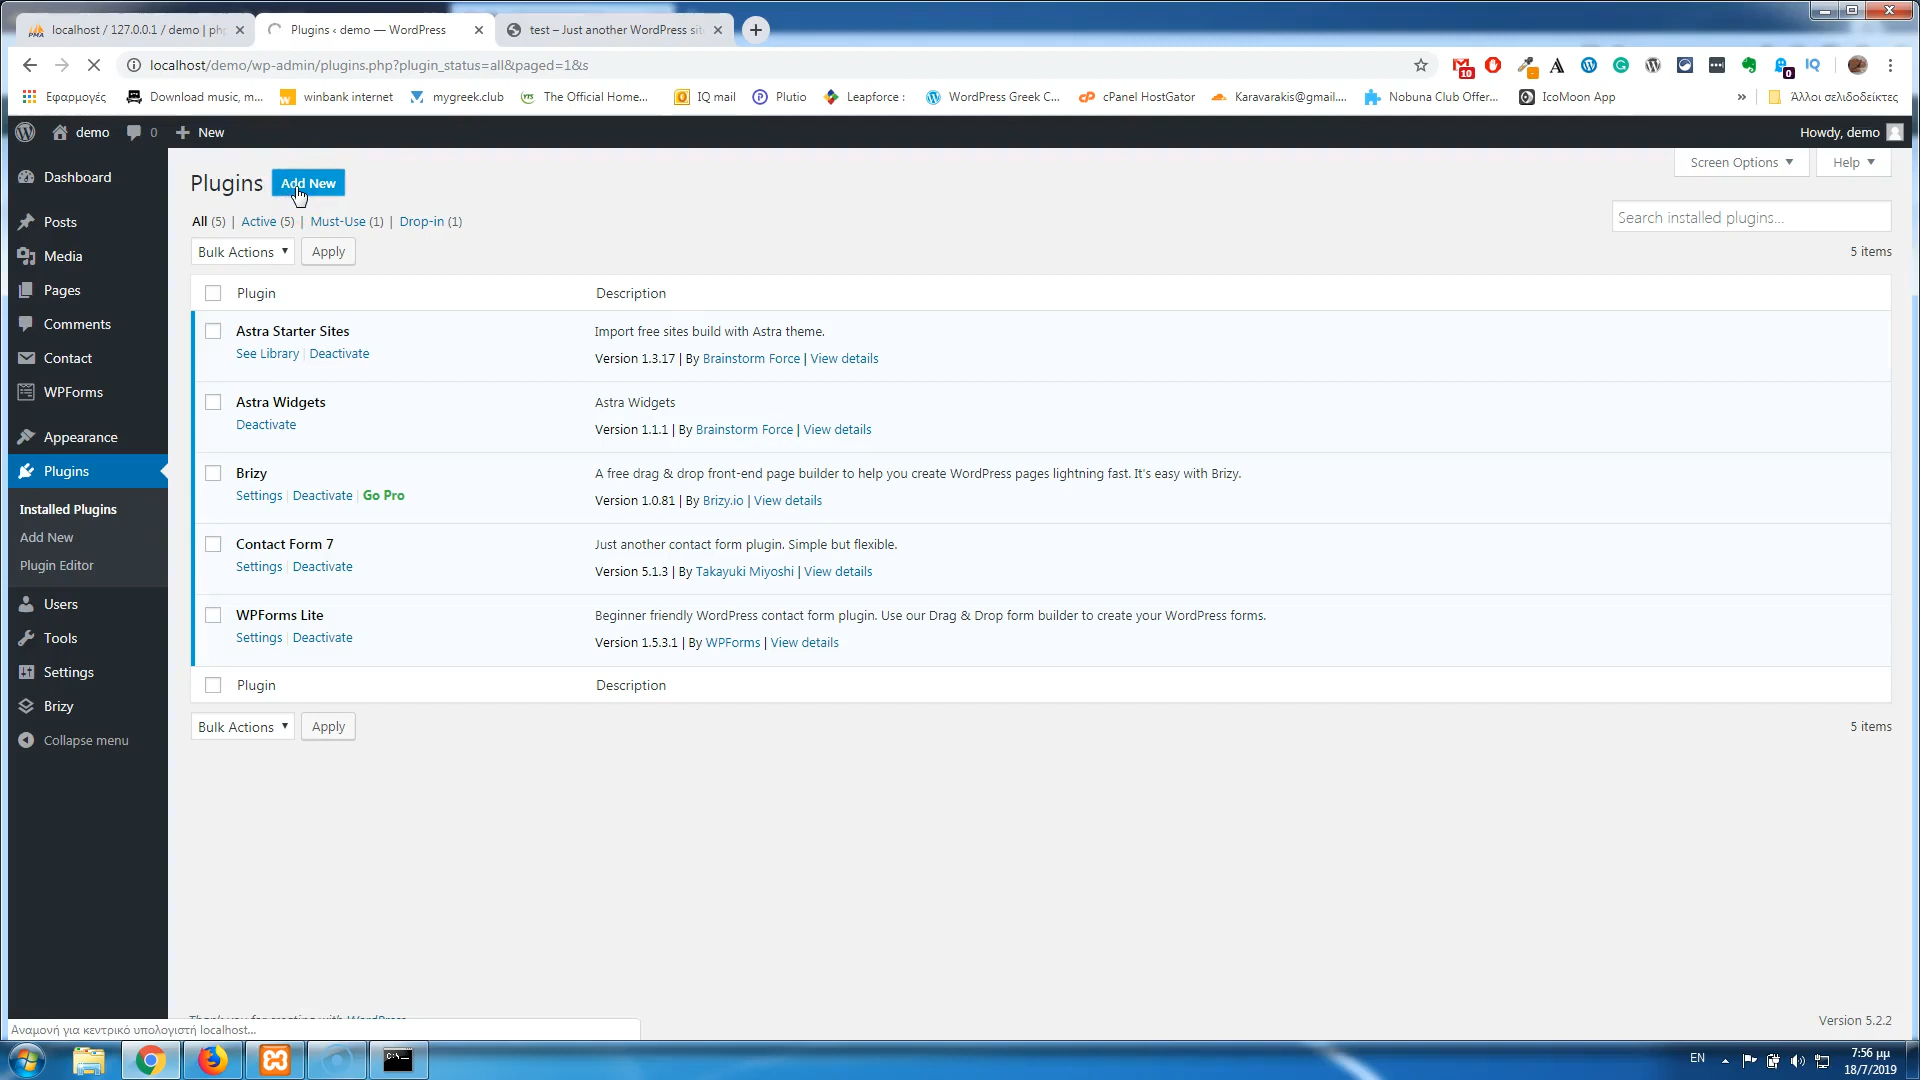 localhost / 127.0.0.1 / demo | ph
Plugins ‹ demo — WordPress
test – Just another WordPress sit
localhost/demo/wp-admin/plugins.php?plugin_status=all&paged=1&s
10
0
IQ
Εφαρμογές
Download music, m...
winbank internet
mygreek.club
The Official Home...
IQ mail
Plutio
Leapforce :
WordPress Greek C...
cPanel HostGator
Karavarakis@gmail....
Nobuna Club Offer...
IcoMoon App
»
Άλλοι σελιδοδείκτες
demo
0
New
Howdy, demo
Dashboard
Posts
Media
Pages
Comments
Contact
WPForms
Appearance
Plugins
Installed Plugins
Add New
Plugin Editor
Users
Tools
Settings
Brizy
Collapse menu
Plugins
Add New
Screen Options
Help
All (5) | Active (5) | Must-Use (1) | Drop-in (1)
Search installed plugins...
Bulk Actions
Apply
5 items
Plugin
Description
Astra Starter Sites
See Library | Deactivate
Import free sites build with Astra theme.
Version 1.3.17 | By Brainstorm Force | View details
Astra Widgets
Deactivate
Astra Widgets
Version 1.1.1 | By Brainstorm Force | View details
Brizy
Settings | Deactivate | Go Pro
A free drag & drop front-end page builder to help you create WordPress pages lightning fast. It's easy with Brizy.
Version 1.0.81 | By Brizy.io | View details
Contact Form 7
Settings | Deactivate
Just another contact form plugin. Simple but flexible.
Version 5.1.3 | By Takayuki Miyoshi | View details
WPForms Lite
Settings | Deactivate
Beginner friendly WordPress contact form plugin. Use our Drag & Drop form builder to create your WordPress forms.
Version 1.5.3.1 | By WPForms | View details
Plugin
Description
Bulk Actions
Apply
5 items
Thank you for creating with WordPress
Version 5.2.2
Αναμονή για κεντρικό υπολογιστή localhost...
EN
7:56 μμ
18/7/2019